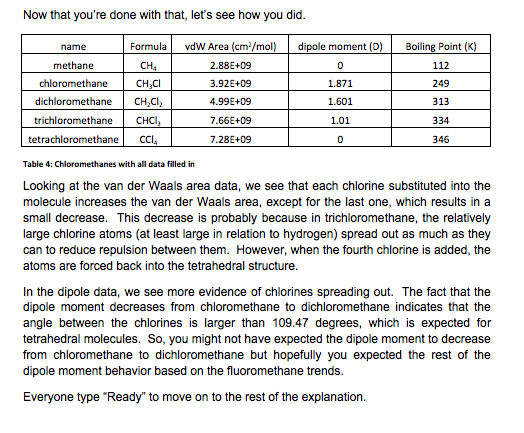 Now that you're done with that, let's see how you did.
name Formula vdW Area (cm²/mol) dipole moment (D) Boiling Point (K)
methane CH₄ 2.88E+09 0 112
chloromethane CH₃Cl 3.92E+09 1.871 249
dichloromethane CH₂Cl₂ 4.99E+09 1.601 313
trichloromethane CHCl₃ 7.66E+09 1.01 334
tetrachloromethane CCl₄ 7.28E+09 0 346
Table 4: Chloromethanes with all data filled in
Looking at the van der Waals area data, we see that each chlorine substituted into the
molecule increases the van der Waals area, except for the last one, which results in a
small decrease. This decrease is probably because in trichloromethane, the relatively
large chlorine atoms (at least large in relation to hydrogen) spread out as much as they
can to reduce repulsion between them. However, when the fourth chlorine is added, the
atoms are forced back into the tetrahedral structure.
In the dipole data, we see more evidence of chlorines spreading out. The fact that the
dipole moment decreases from chloromethane to dichloromethane indicates that the
angle between the chlorines is larger than 109.47 degrees, which is expected for
tetrahedral molecules. So, you might not have expected the dipole moment to decrease
from chloromethane to dichloromethane but hopefully you expected the rest of the
dipole moment behavior based on the fluoromethane trends.
Everyone type "Ready" to move on to the rest of the explanation.